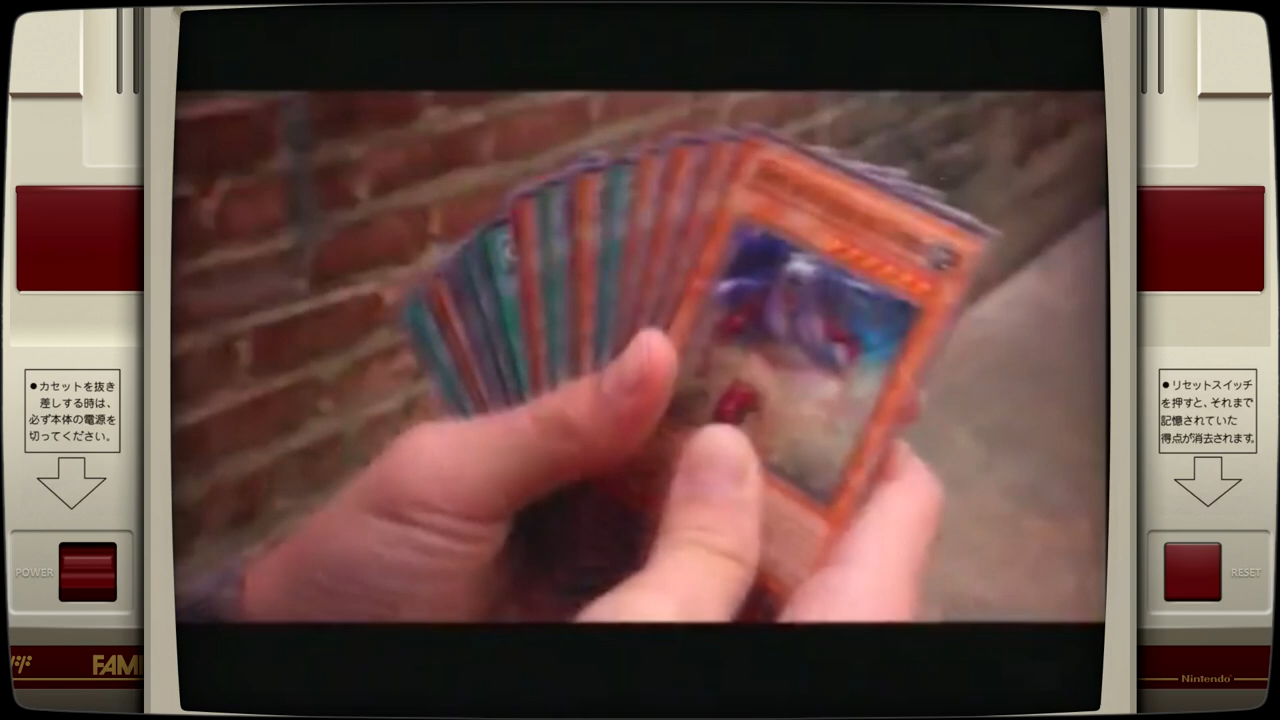 ●カセットを抜き
差しする時は、
必ず本体の電源を
切ってください。
POWER
FAMI
●リセットスイッチ
を押すと、それまで
記憶されていた
得点が消去されます。
RESET
Nintendo